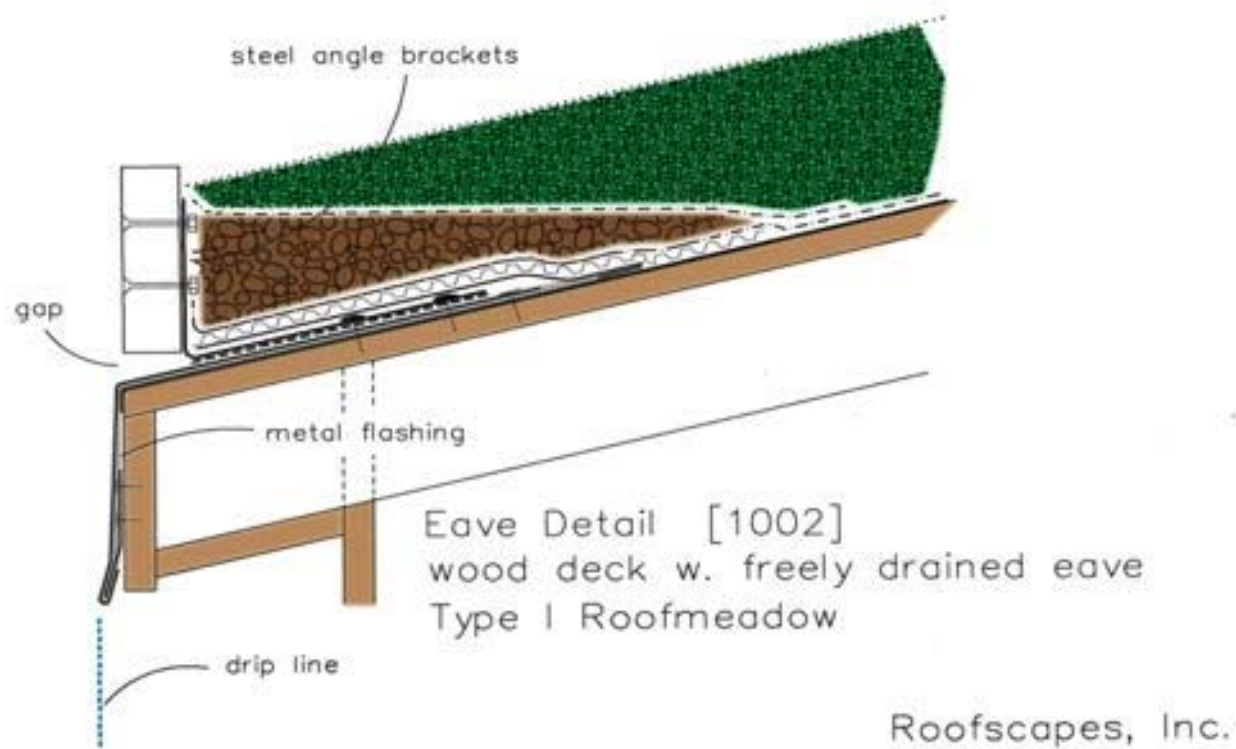 steel angle brackets
gap
metal flashing
Eave Detail [1002]
wood deck w. freely drained eave
Type I Roofmeadow
drip line
Roofscapes, Inc.